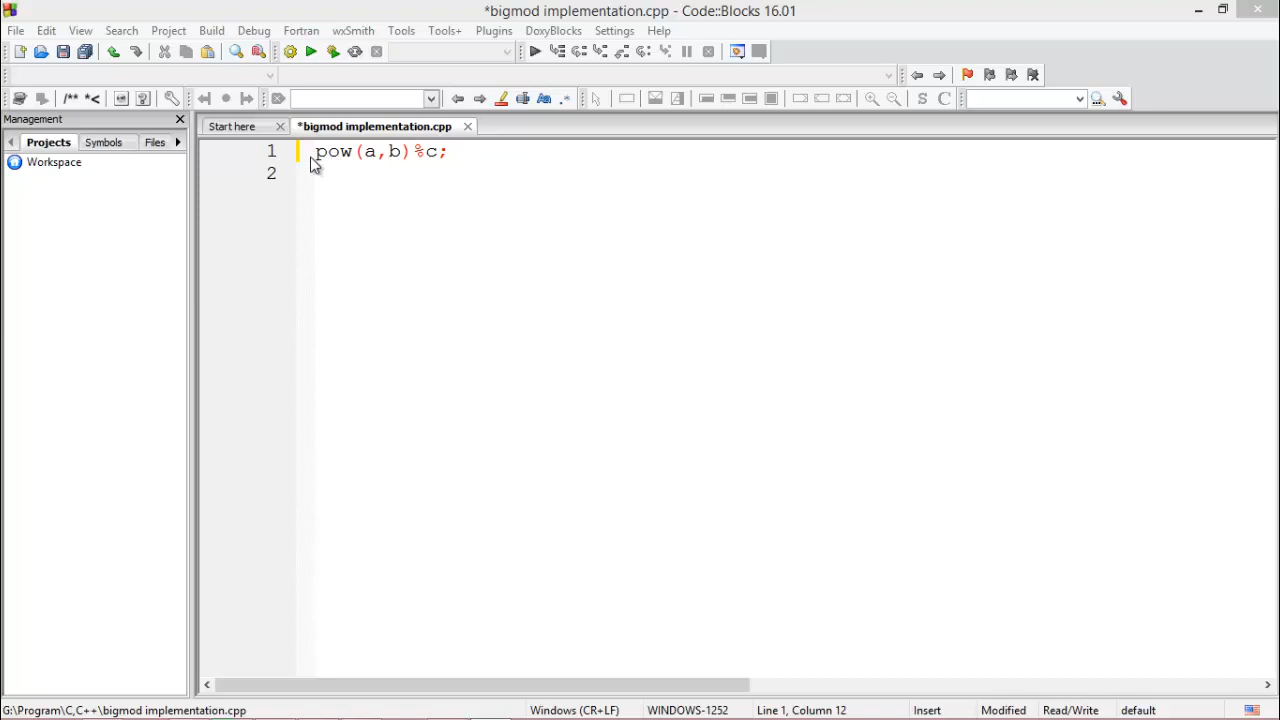 *bigmod implementation.cpp - Code::Blocks 16.01
File Edit View Search Project Build Debug Fortran wxSmith Tools Tools+ Plugins DoxyBlocks Settings Help
/** *<
S C
Management
Start here *bigmod implementation.cpp
Projects Symbols Files
Workspace
1 pow(a,b)%c;
2
G:\Program\C,C++\bigmod implementation.cpp Windows (CR+LF) WINDOWS-1252 Line 1, Column 12 Insert Modified Read/Write default